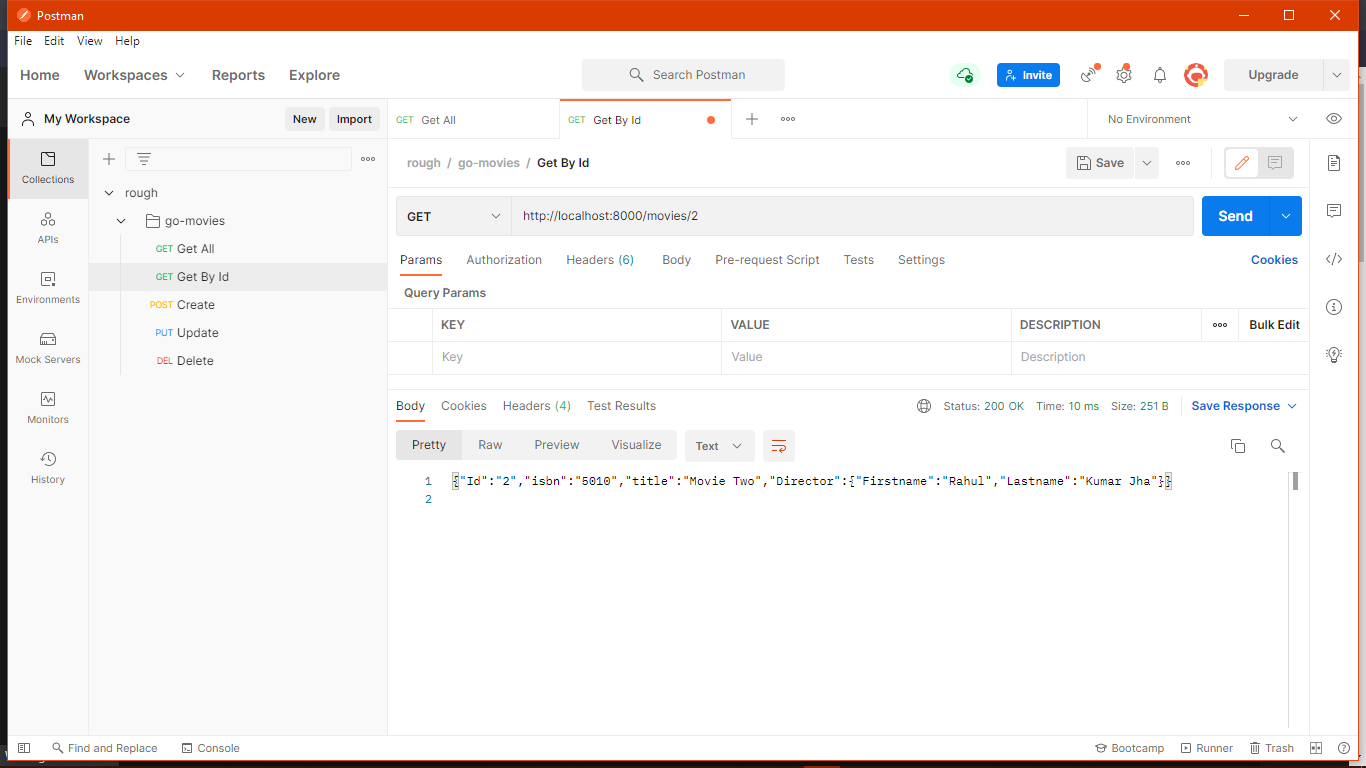 Postman
File Edit View Help
Home Workspaces Reports Explore Search Postman Invite Upgrade
My Workspace New Import
GET Get All GET Get By Id No Environment
Collections
APIs
Environments
Mock Servers
Monitors
History
rough
go-movies
GET Get All
GET Get By Id
POST Create
PUT Update
DEL Delete
rough / go-movies / Get By Id Save
GET http://localhost:8000/movies/2 Send
Params Authorization Headers (6) Body Pre-request Script Tests Settings Cookies
Query Params
KEY VALUE DESCRIPTION Bulk Edit
Key Value Description
Body Cookies Headers (4) Test Results Status: 200 OK Time: 10 ms Size: 251 B Save Response
Pretty Raw Preview Visualize Text
1 {"Id":"2","isbn":"5010","title":"Movie Two","Director":{"Firstname":"Rahul","Lastname":"Kumar Jha"}}
2
Find and Replace Console Bootcamp Runner Trash